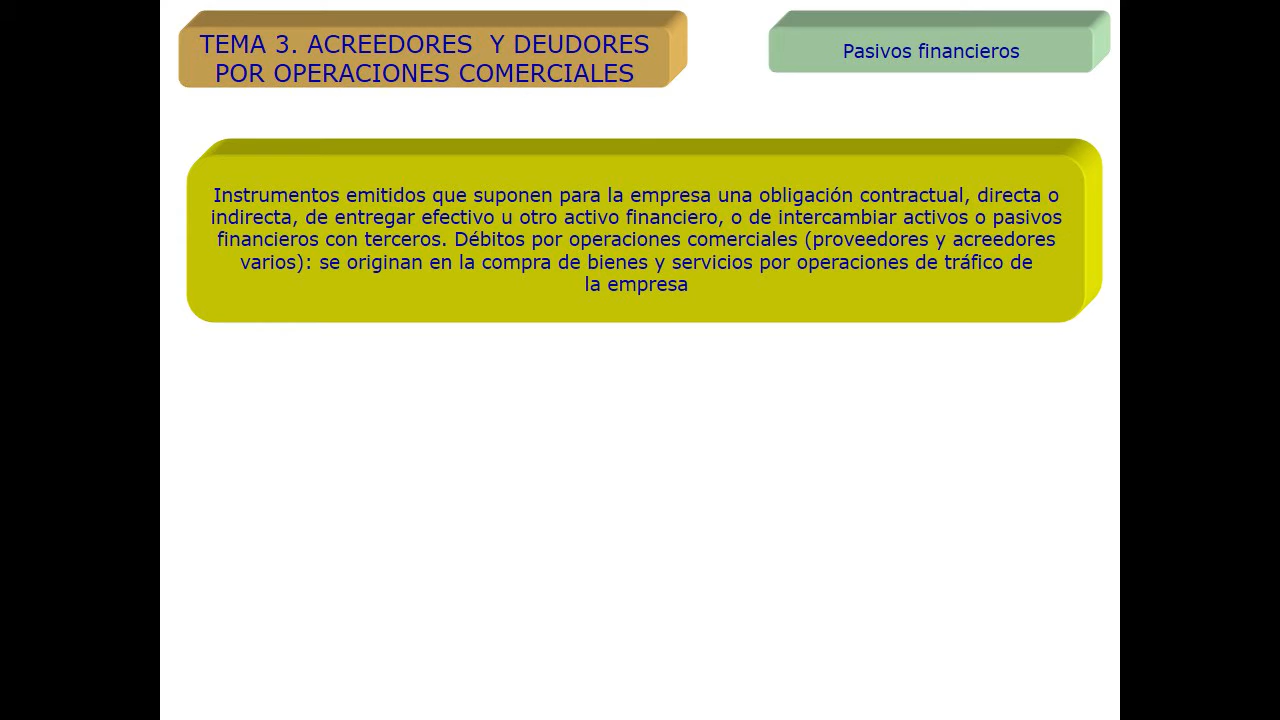 TEMA 3. ACREEDORES  Y DEUDORES
POR OPERACIONES COMERCIALES
Pasivos financieros
Instrumentos emitidos que suponen para la empresa una obligación contractual, directa o
indirecta, de entregar efectivo u otro activo financiero, o de intercambiar activos o pasivos
financieros con terceros. Débitos por operaciones comerciales (proveedores y acreedores
varios): se originan en la compra de bienes y servicios por operaciones de tráfico de
la empresa